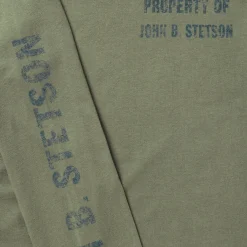 PROPERTY OF
JOHN B. STETSON
N B. STETSON